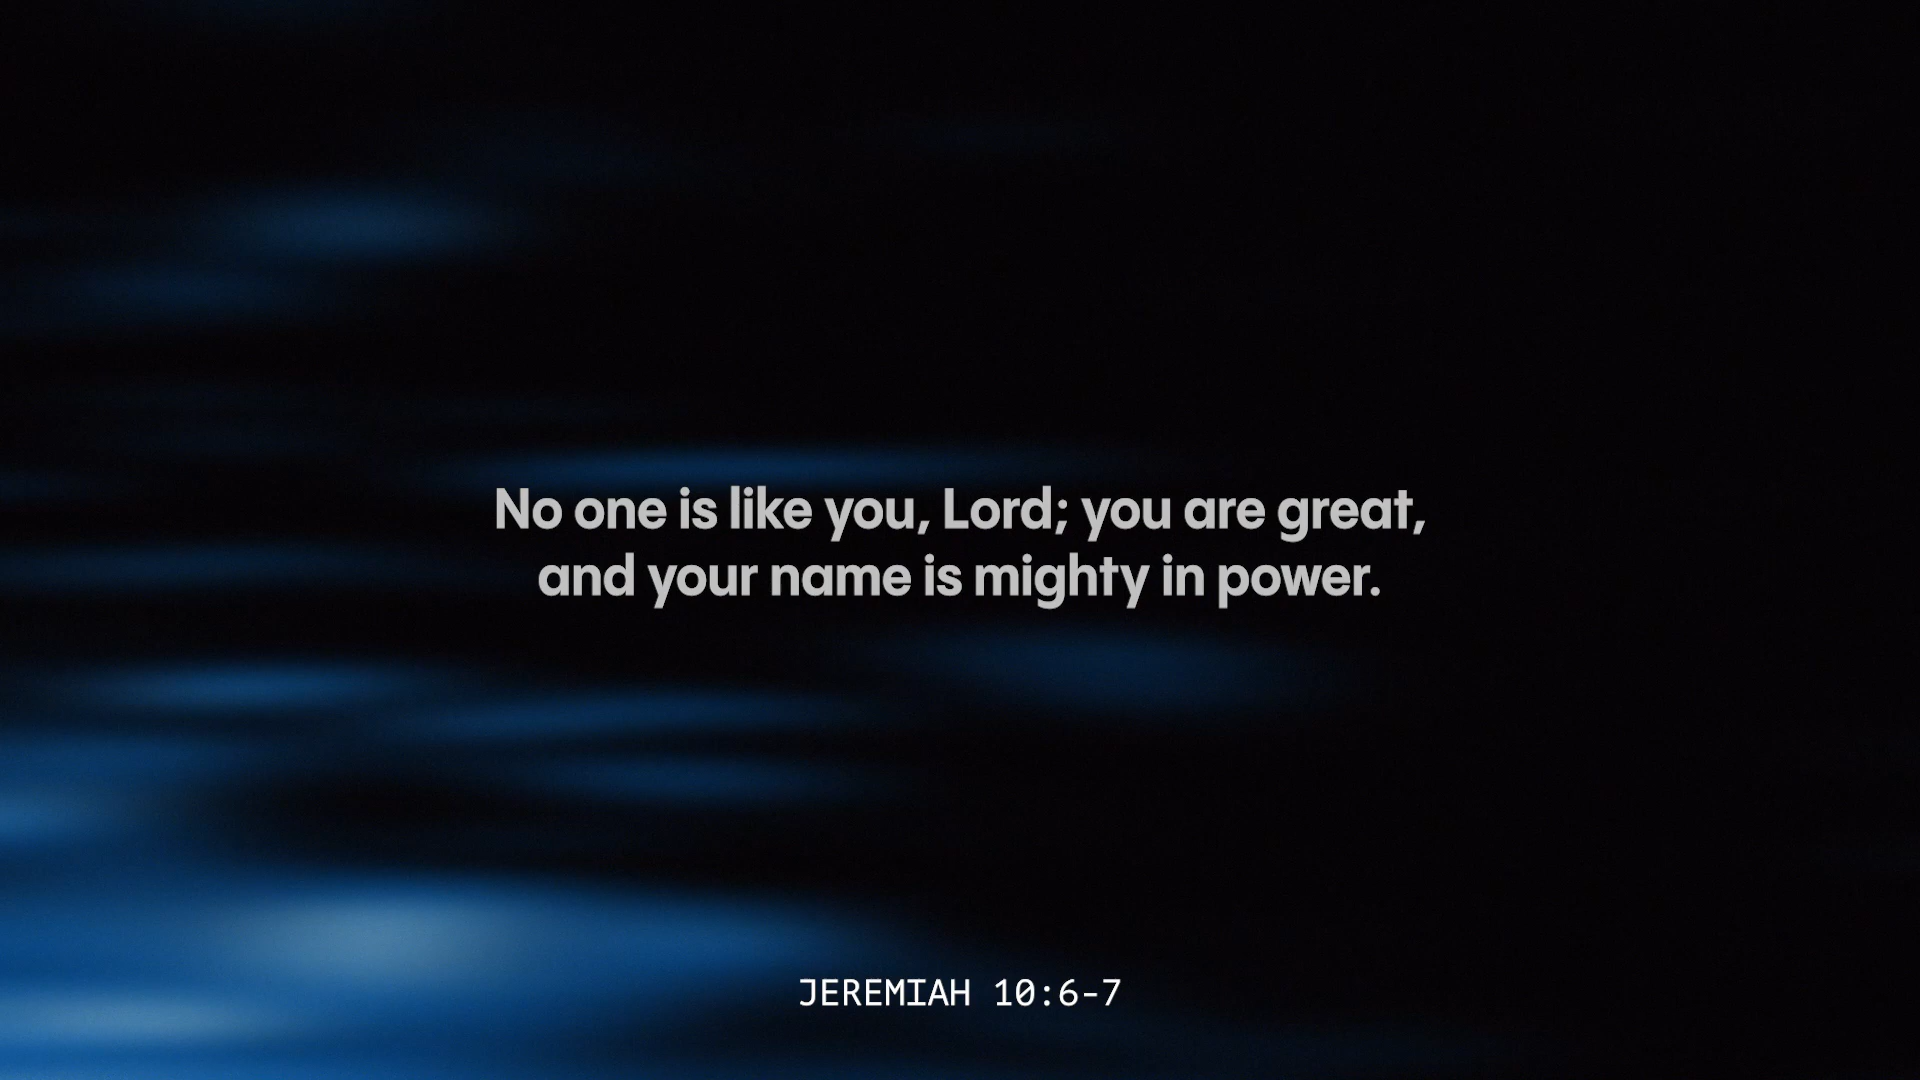 No one is like you, Lord; you are great,
and your name is mighty in power.
JEREMIAH 10:6-7